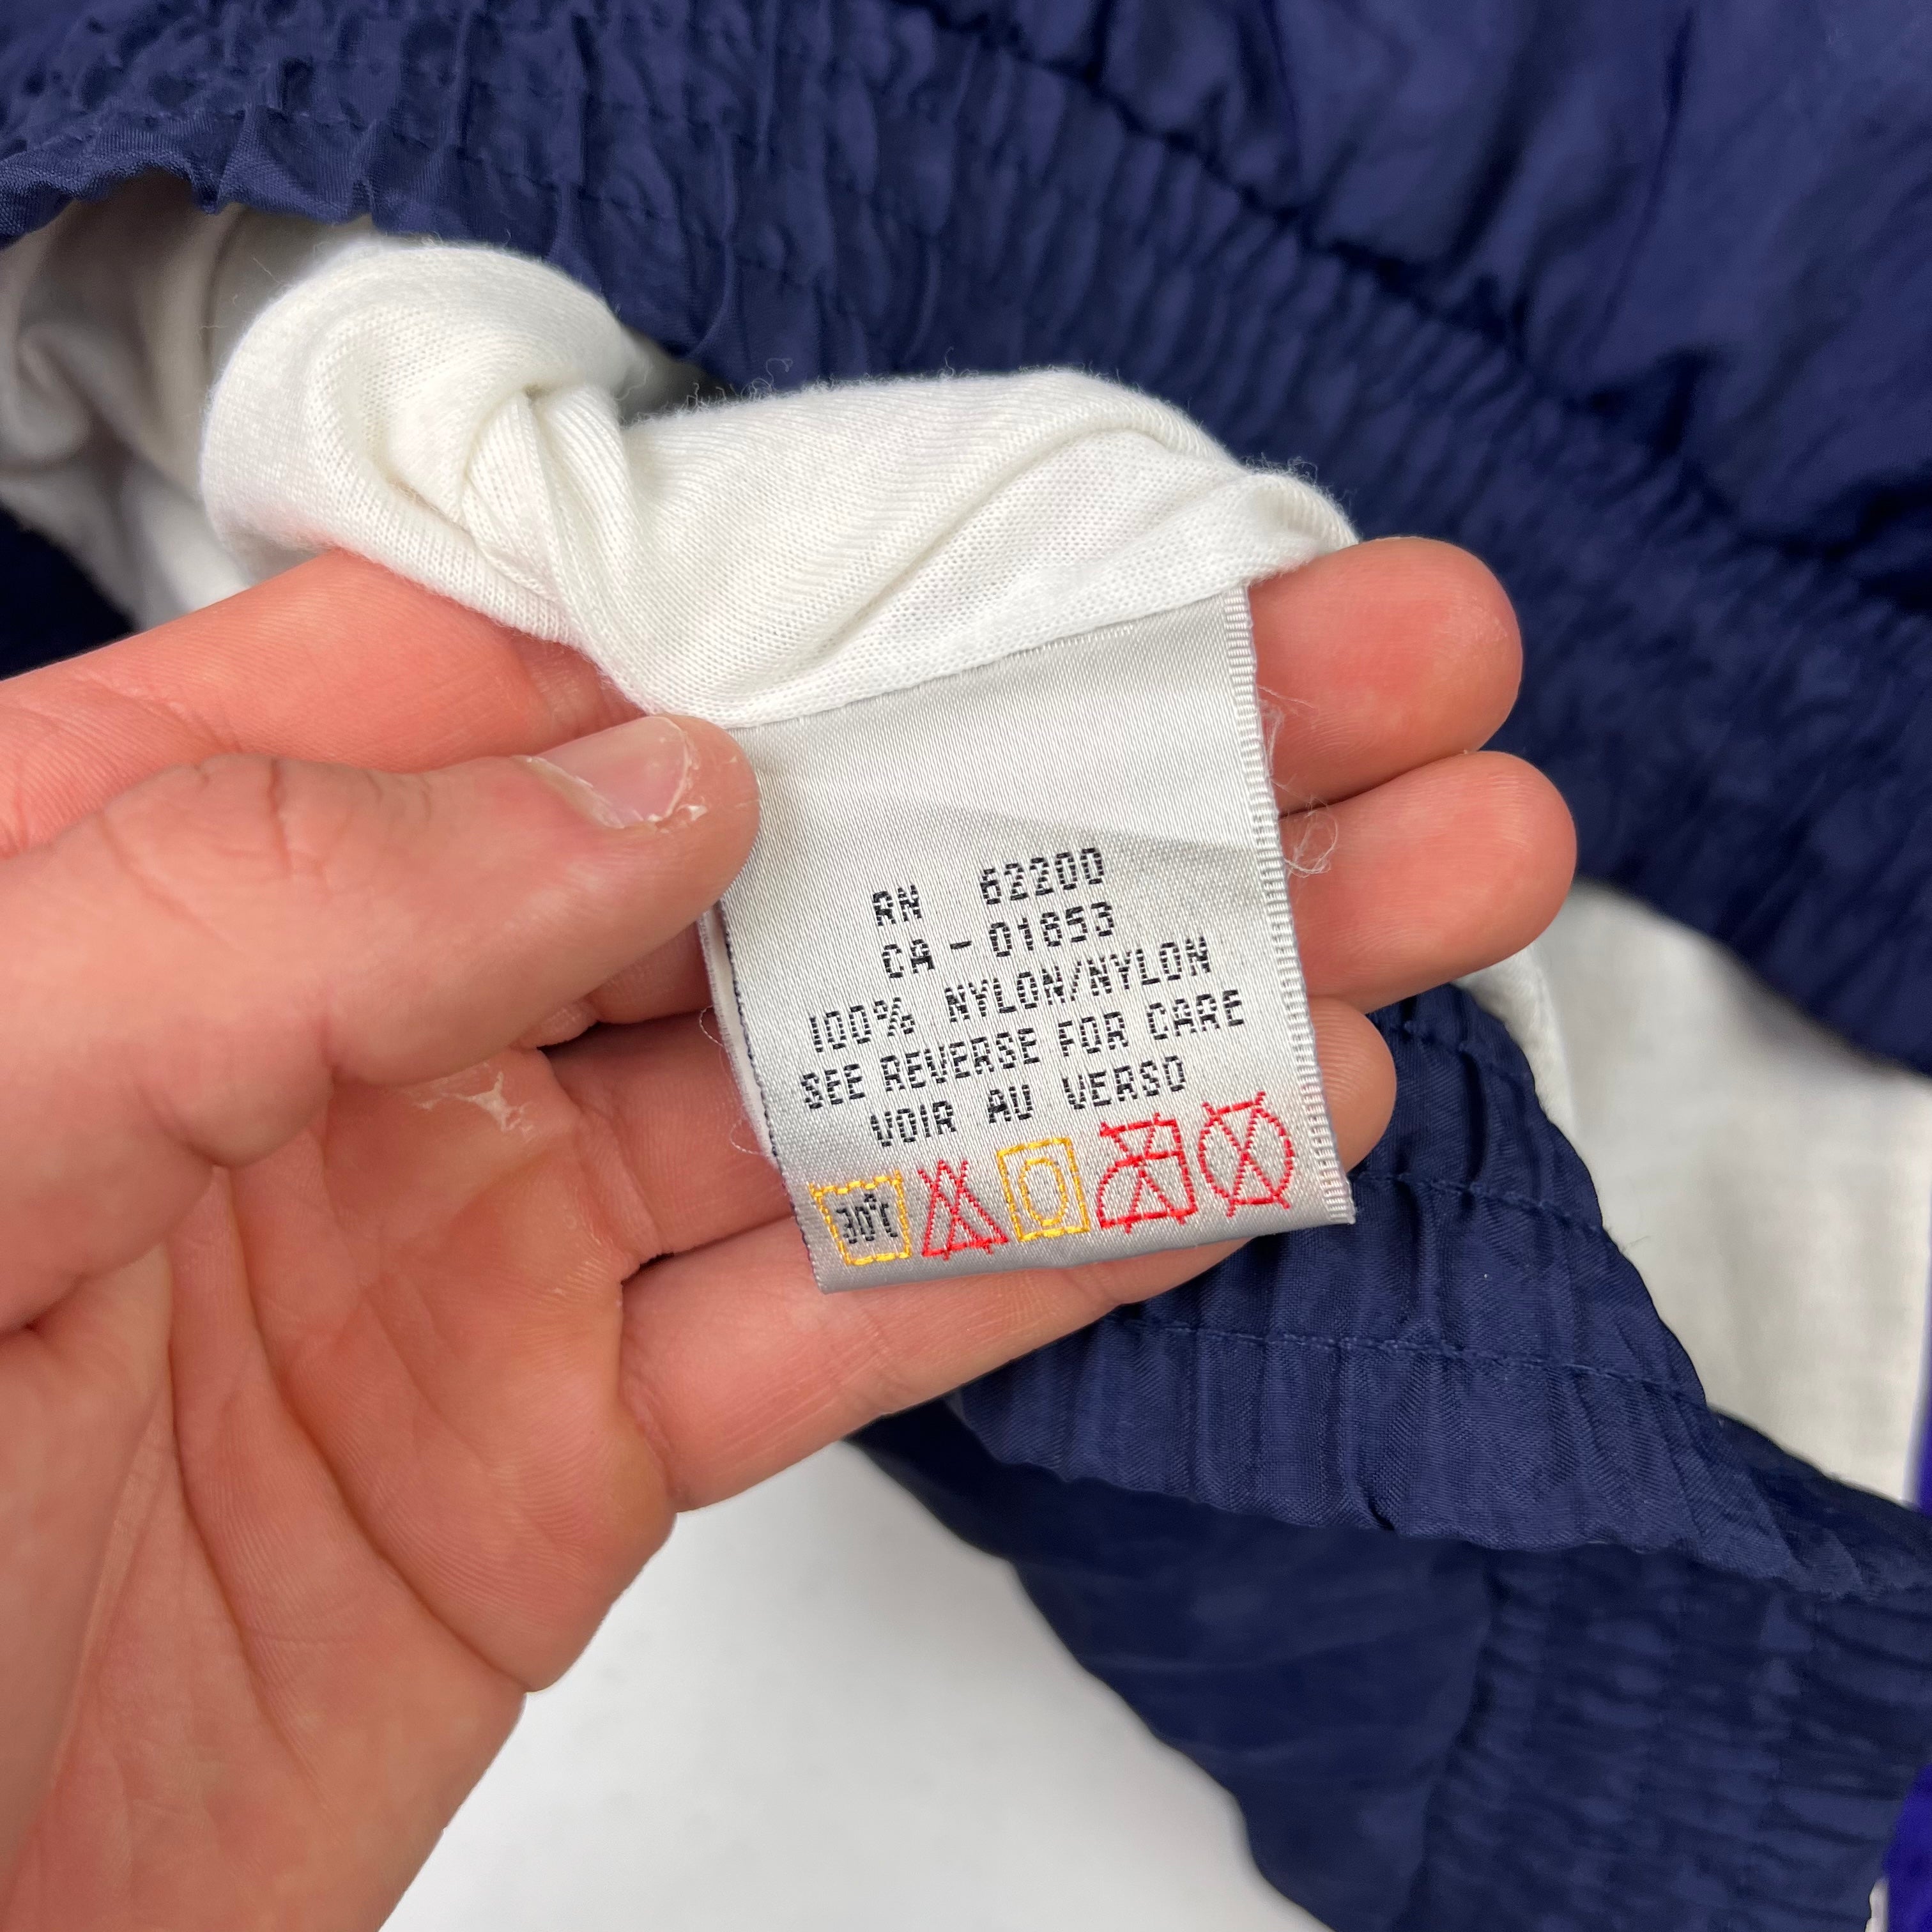 RN 62200
CA-01853
100% NYLON/NYLON
SEE REVERSE FOR CARE
VOIR AU VERSO
30°C